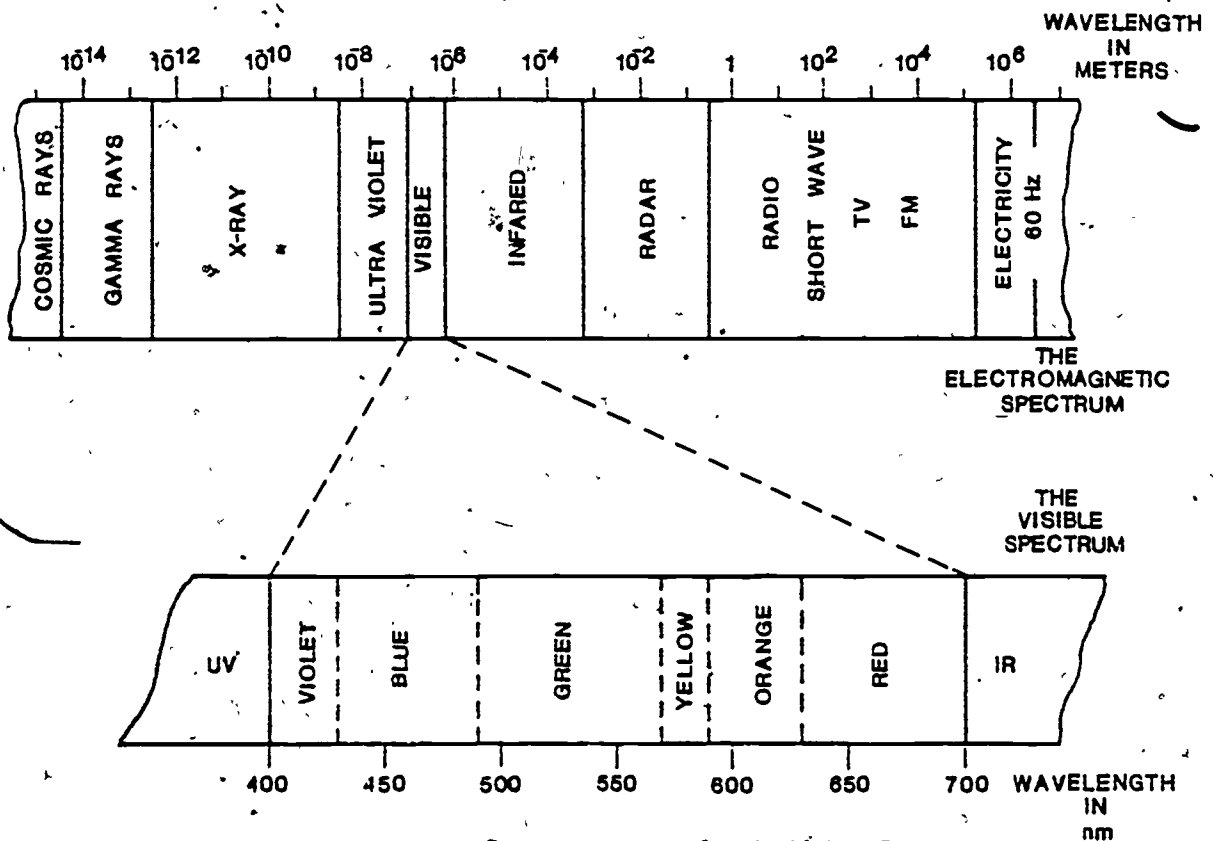 WAVELENGTH
IN
METERS
10⁻¹⁴ 10⁻¹² 10⁻¹⁰ 10⁻⁸ 10⁻⁶ 10⁻⁴ 10⁻² 1 10² 10⁴ 10⁶
COSMIC RAYS
GAMMA RAYS
X-RAY
ULTRA VIOLET
VISIBLE
INFARED
RADAR
RADIO
SHORT WAVE
TV
FM
ELECTRICITY
60 Hz
THE
ELECTROMAGNETIC
SPECTRUM
THE
VISIBLE
SPECTRUM
UV
VIOLET
BLUE
GREEN
YELLOW
ORANGE
RED
IR
400 450 500 550 600 650 700
WAVELENGTH
IN
nm